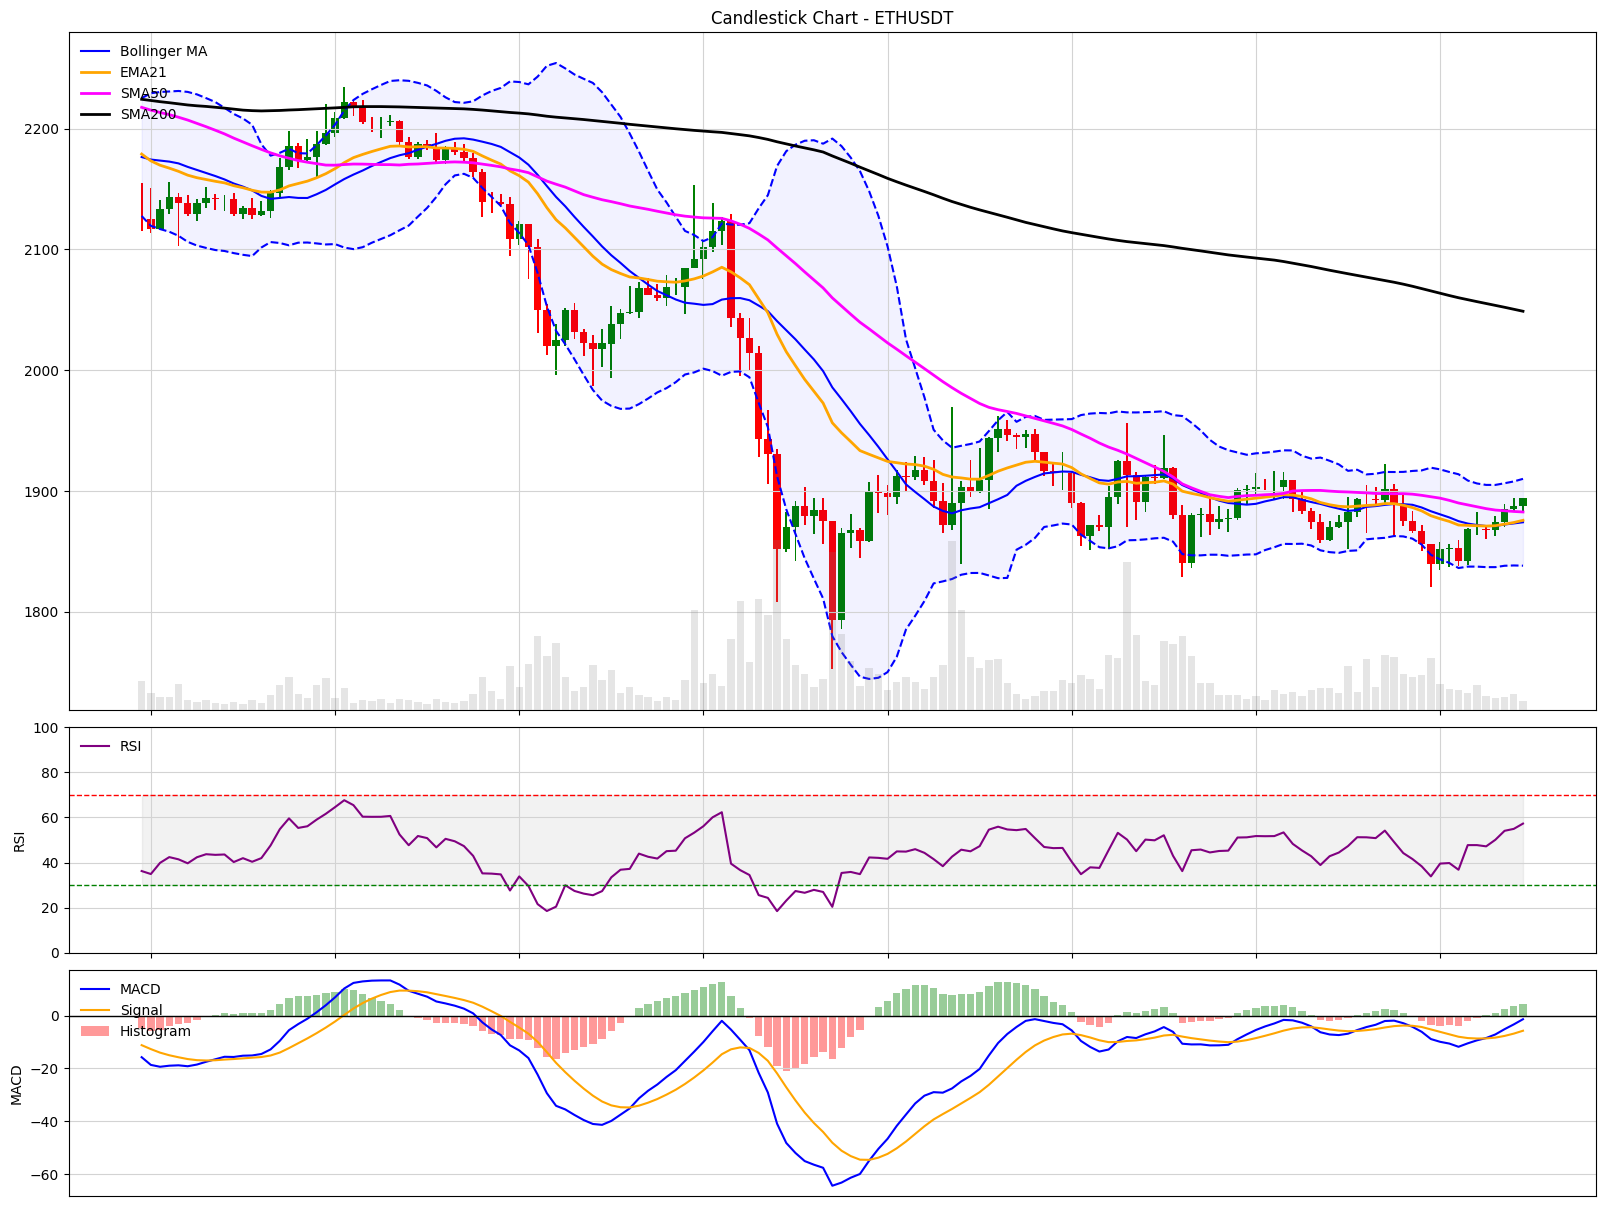 Candlestick Chart - ETHUSDT
Bollinger MA
EMA21
SMA50
SMA200
2200
2100
2000
1900
1800
RSI
100
80
60
40
20
0
RSI
MACD
Signal
Histogram
0
−20
−40
−60
MACD